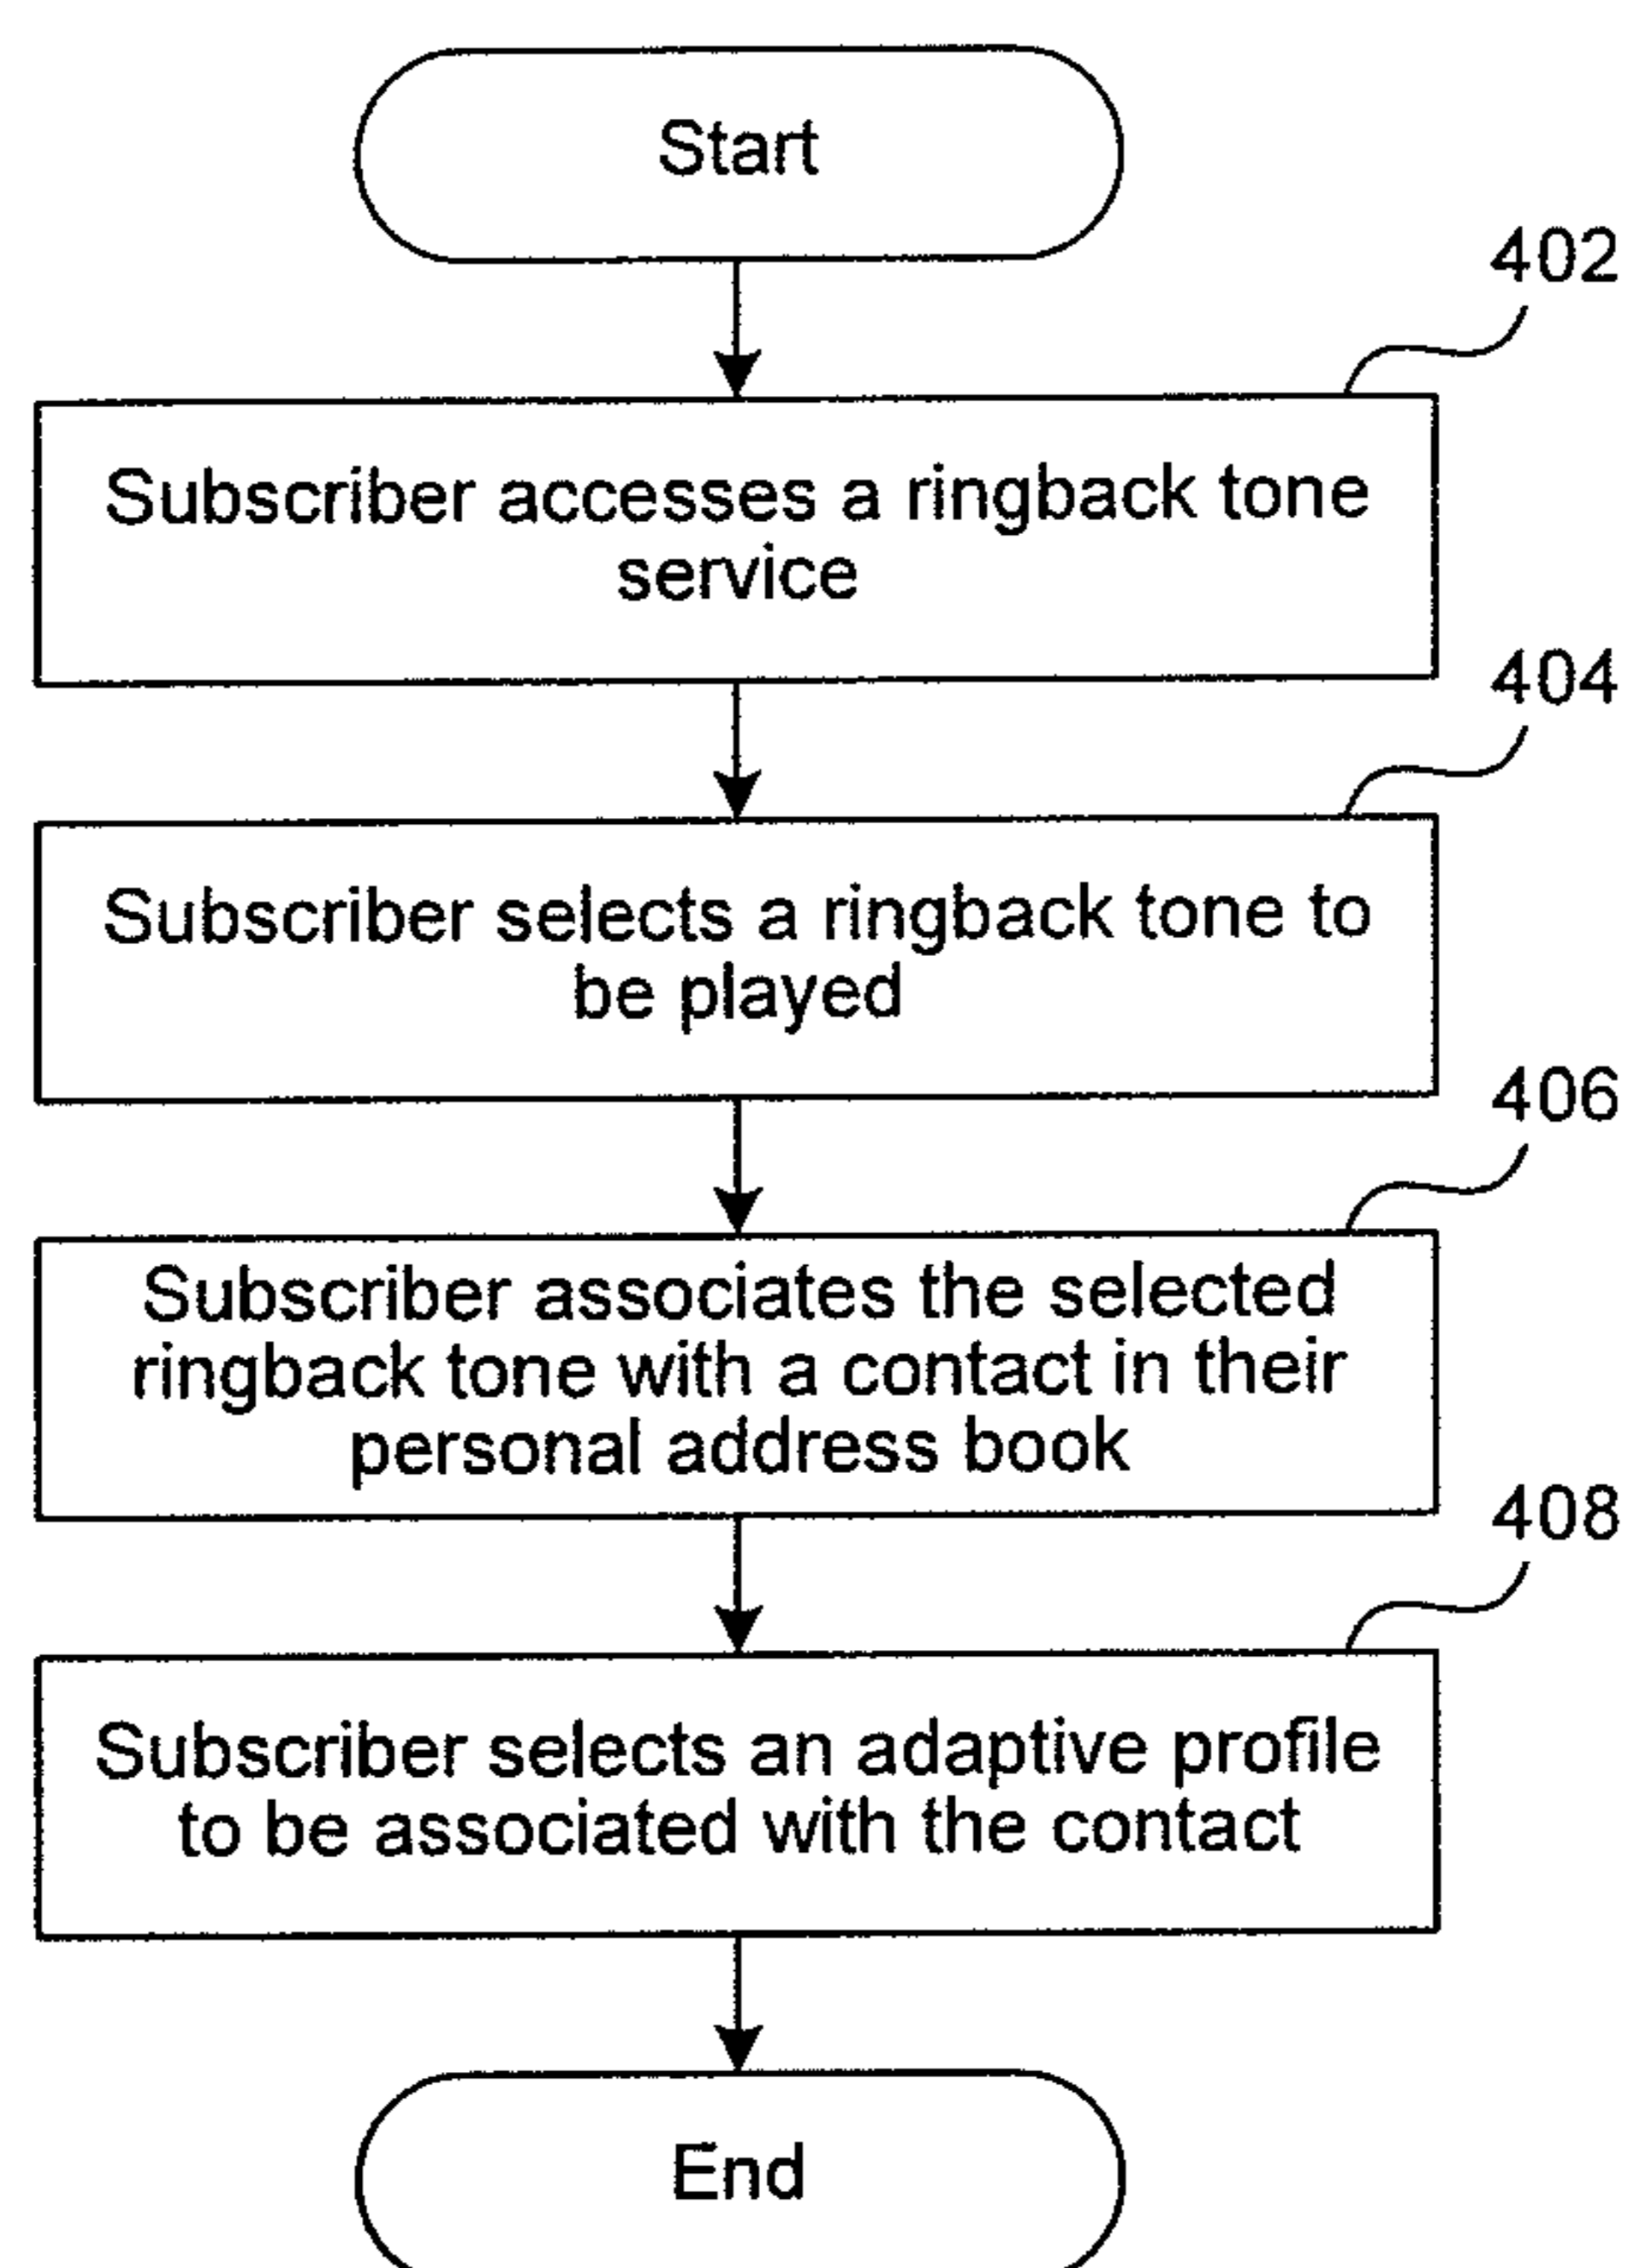 Start
402
Subscriber accesses a ringback tone
service
404
Subscriber selects a ringback tone to
be played
406
Subscriber associates the selected
ringback tone with a contact in their
personal address book
408
Subscriber selects an adaptive profile
to be associated with the contact
End